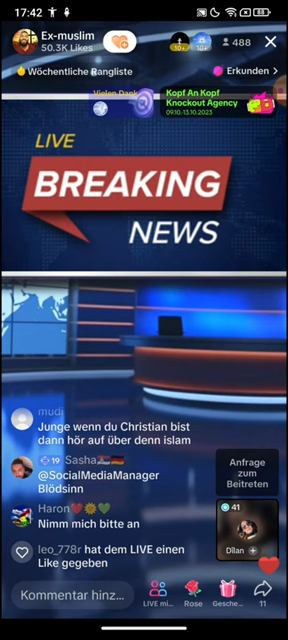 17:42
88
Ex-muslim
50.3K Likes
10+
10+
488
Wöchentliche Rangliste
Erkunden >
Vielen Dank
Kopf An Kopf
Knockout Agency
09.10.-13.10.2023
LIVE
BREAKING
NEWS
mudi
Junge wenn du Christian bist
dann hör auf über denn islam
19 Sasha
@SocialMediaManager
Blödsinn
Haron
Nimm mich bitte an
leo_778r hat dem LIVE einen
Like gegeben
Anfrage
zum
Beitreten
41
Dilan +
Kommentar hinz...
LIVE mi...
Rose
Gesche...
11